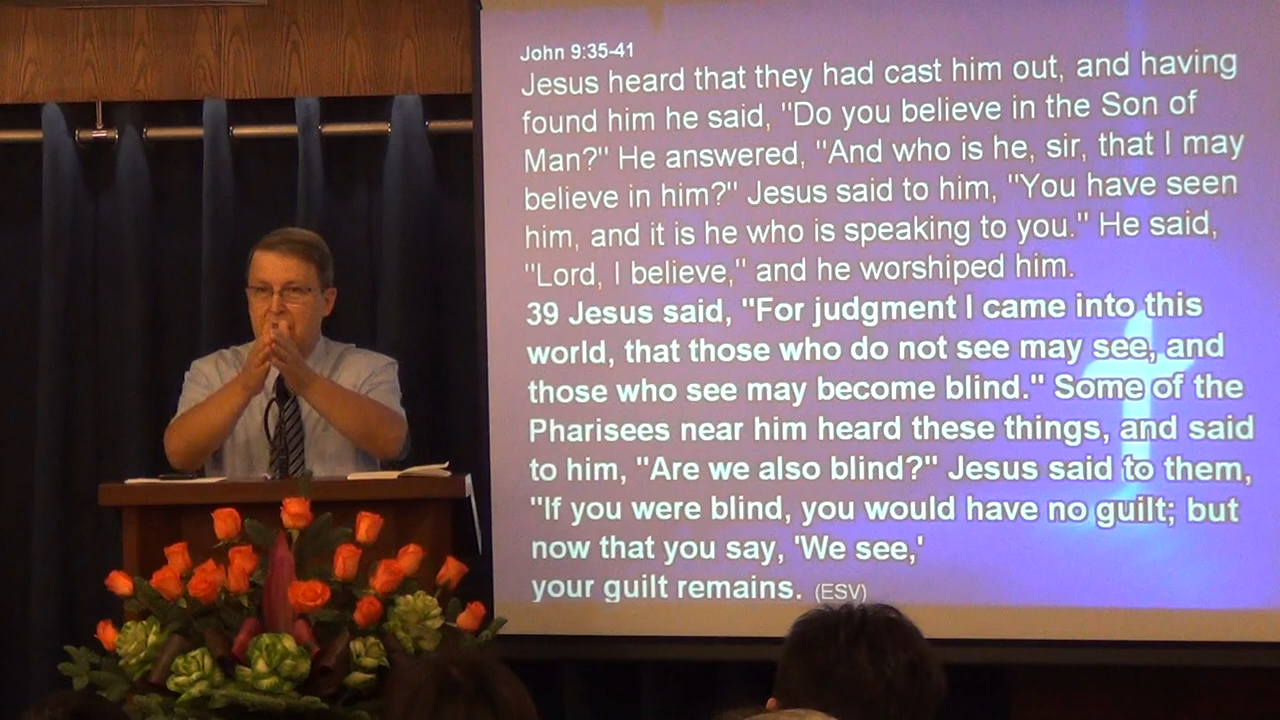 John 9:35-41
Jesus heard that they had cast him out, and having
found him he said, "Do you believe in the Son of
Man?" He answered, "And who is he, sir, that I may
believe in him?" Jesus said to him, "You have seen
him, and it is he who is speaking to you." He said,
"Lord, I believe," and he worshiped him.
39 Jesus said, "For judgment I came into this
world, that those who do not see may see, and
those who see may become blind." Some of the
Pharisees near him heard these things, and said
to him, "Are we also blind?" Jesus said to them,
"If you were blind, you would have no guilt; but
now that you say, 'We see,'
your guilt remains. (ESV)